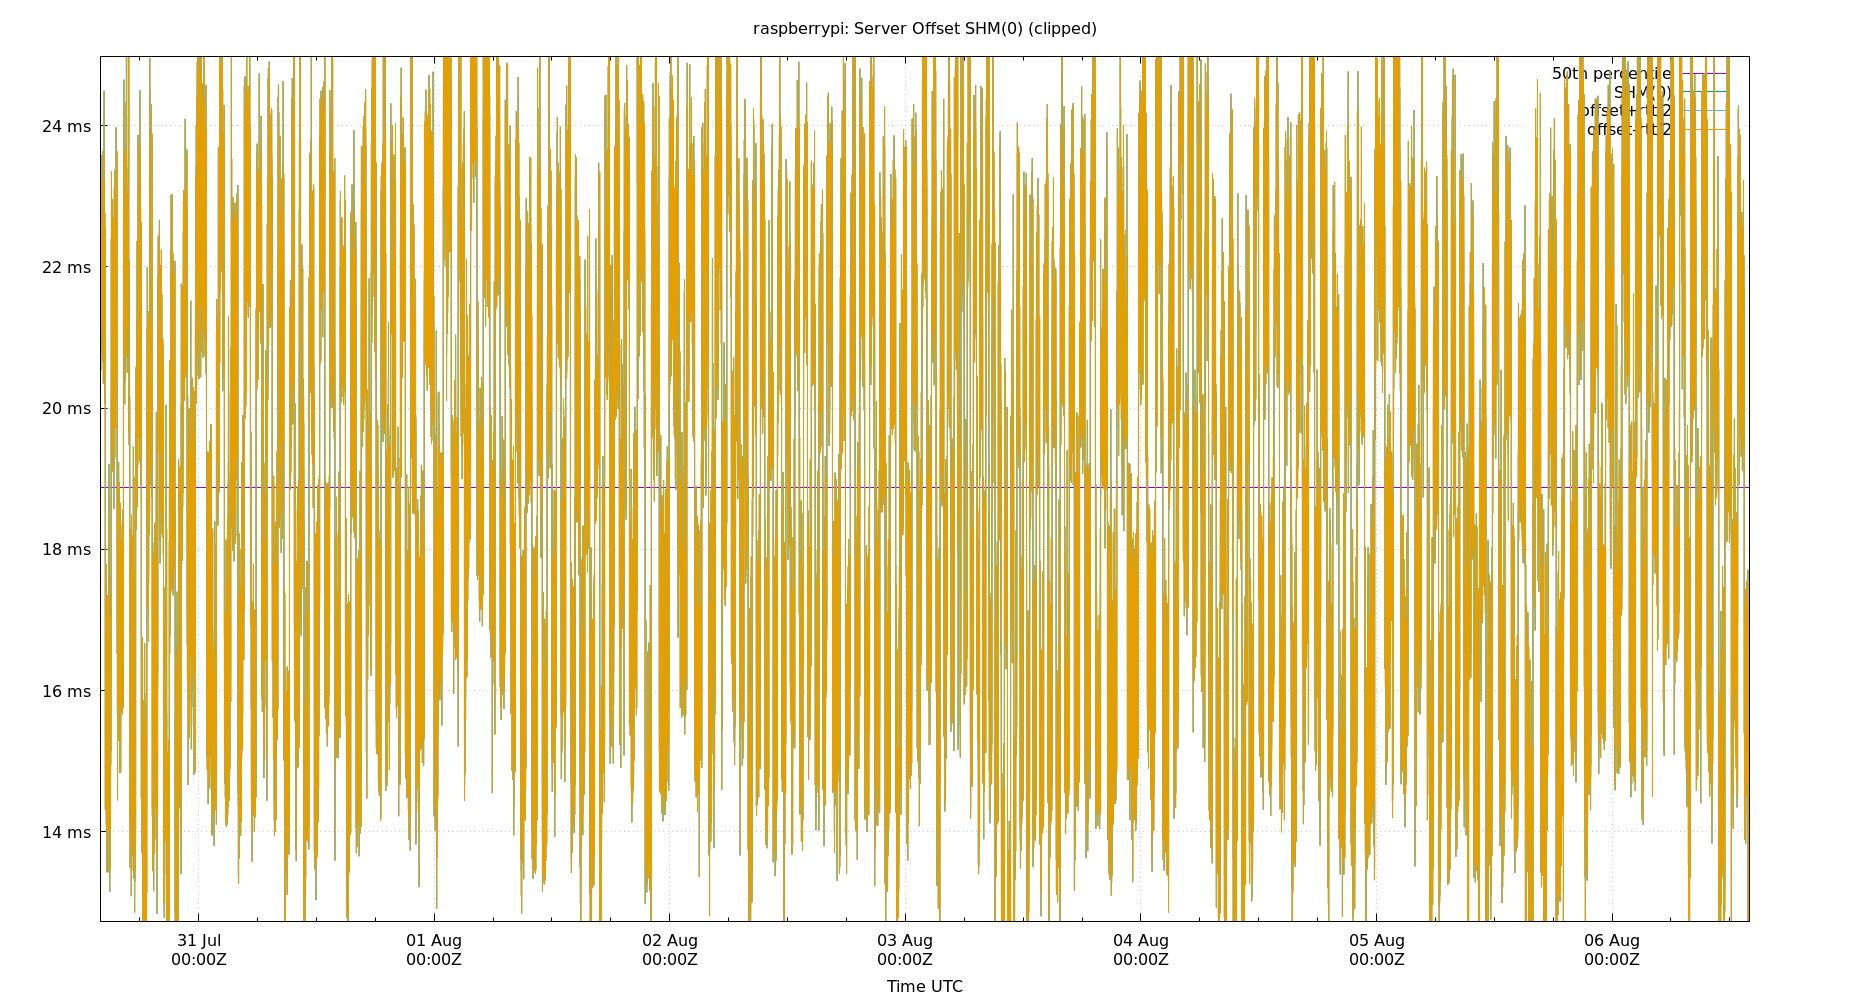 raspberrypi: Server Offset SHM(0) (clipped)
50th percentile
SHM(0)
offset+rtt/2
offset-rtt/2
24 ms
22 ms
20 ms
18 ms
16 ms
14 ms
31 Jul
00:00Z
01 Aug
00:00Z
02 Aug
00:00Z
03 Aug
00:00Z
04 Aug
00:00Z
05 Aug
00:00Z
06 Aug
00:00Z
Time UTC